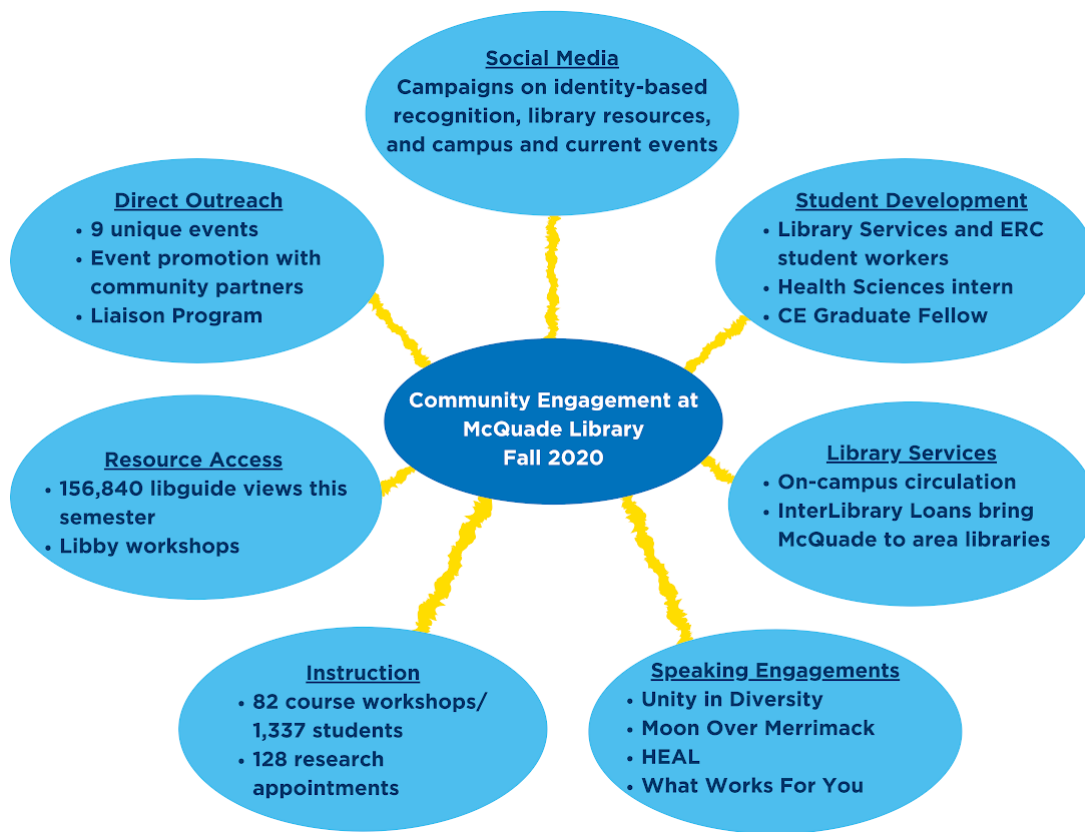 Social Media
Campaigns on identity-based
recognition, library resources,
and campus and current events
Direct Outreach
• 9 unique events
• Event promotion with
community partners
• Liaison Program
Student Development
• Library Services and ERC
student workers
• Health Sciences intern
• CE Graduate Fellow
Community Engagement at
McQuade Library
Fall 2020
Resource Access
• 156,840 libguide views this
semester
• Libby workshops
Library Services
• On-campus circulation
• InterLibrary Loans bring
McQuade to area libraries
Instruction
• 82 course workshops/
1,337 students
• 128 research
appointments
Speaking Engagements
• Unity in Diversity
• Moon Over Merrimack
• HEAL
• What Works For You